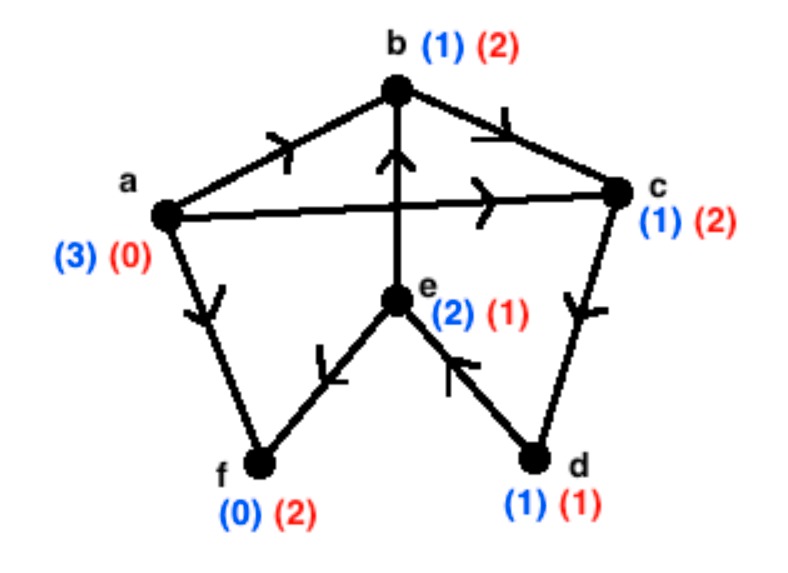 b (1) (2)
a
c
(1) (2)
(3) (0)
e
(2) (1)
f
d
(0) (2)
(1) (1)